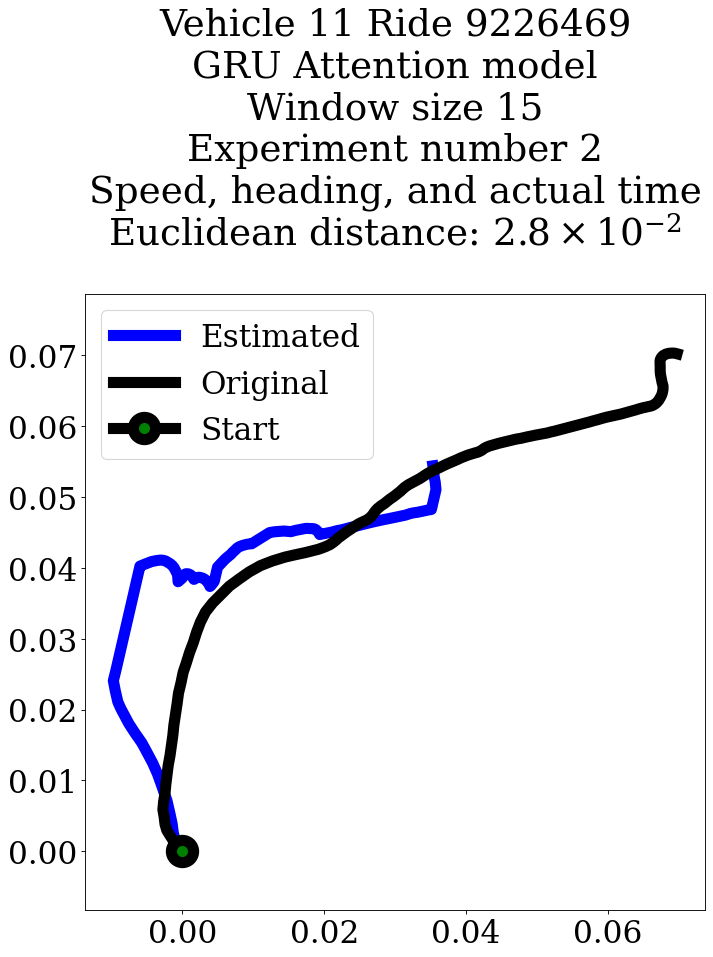 Vehicle 11 Ride 9226469
GRU Attention model
Window size 15
Experiment number 2
Speed, heading, and actual time
Euclidean distance: 2.8 × 10⁻²
Estimated
Original
Start
0.07
0.06
0.05
0.04
0.03
0.02
0.01
0.00
0.00 0.02 0.04 0.06